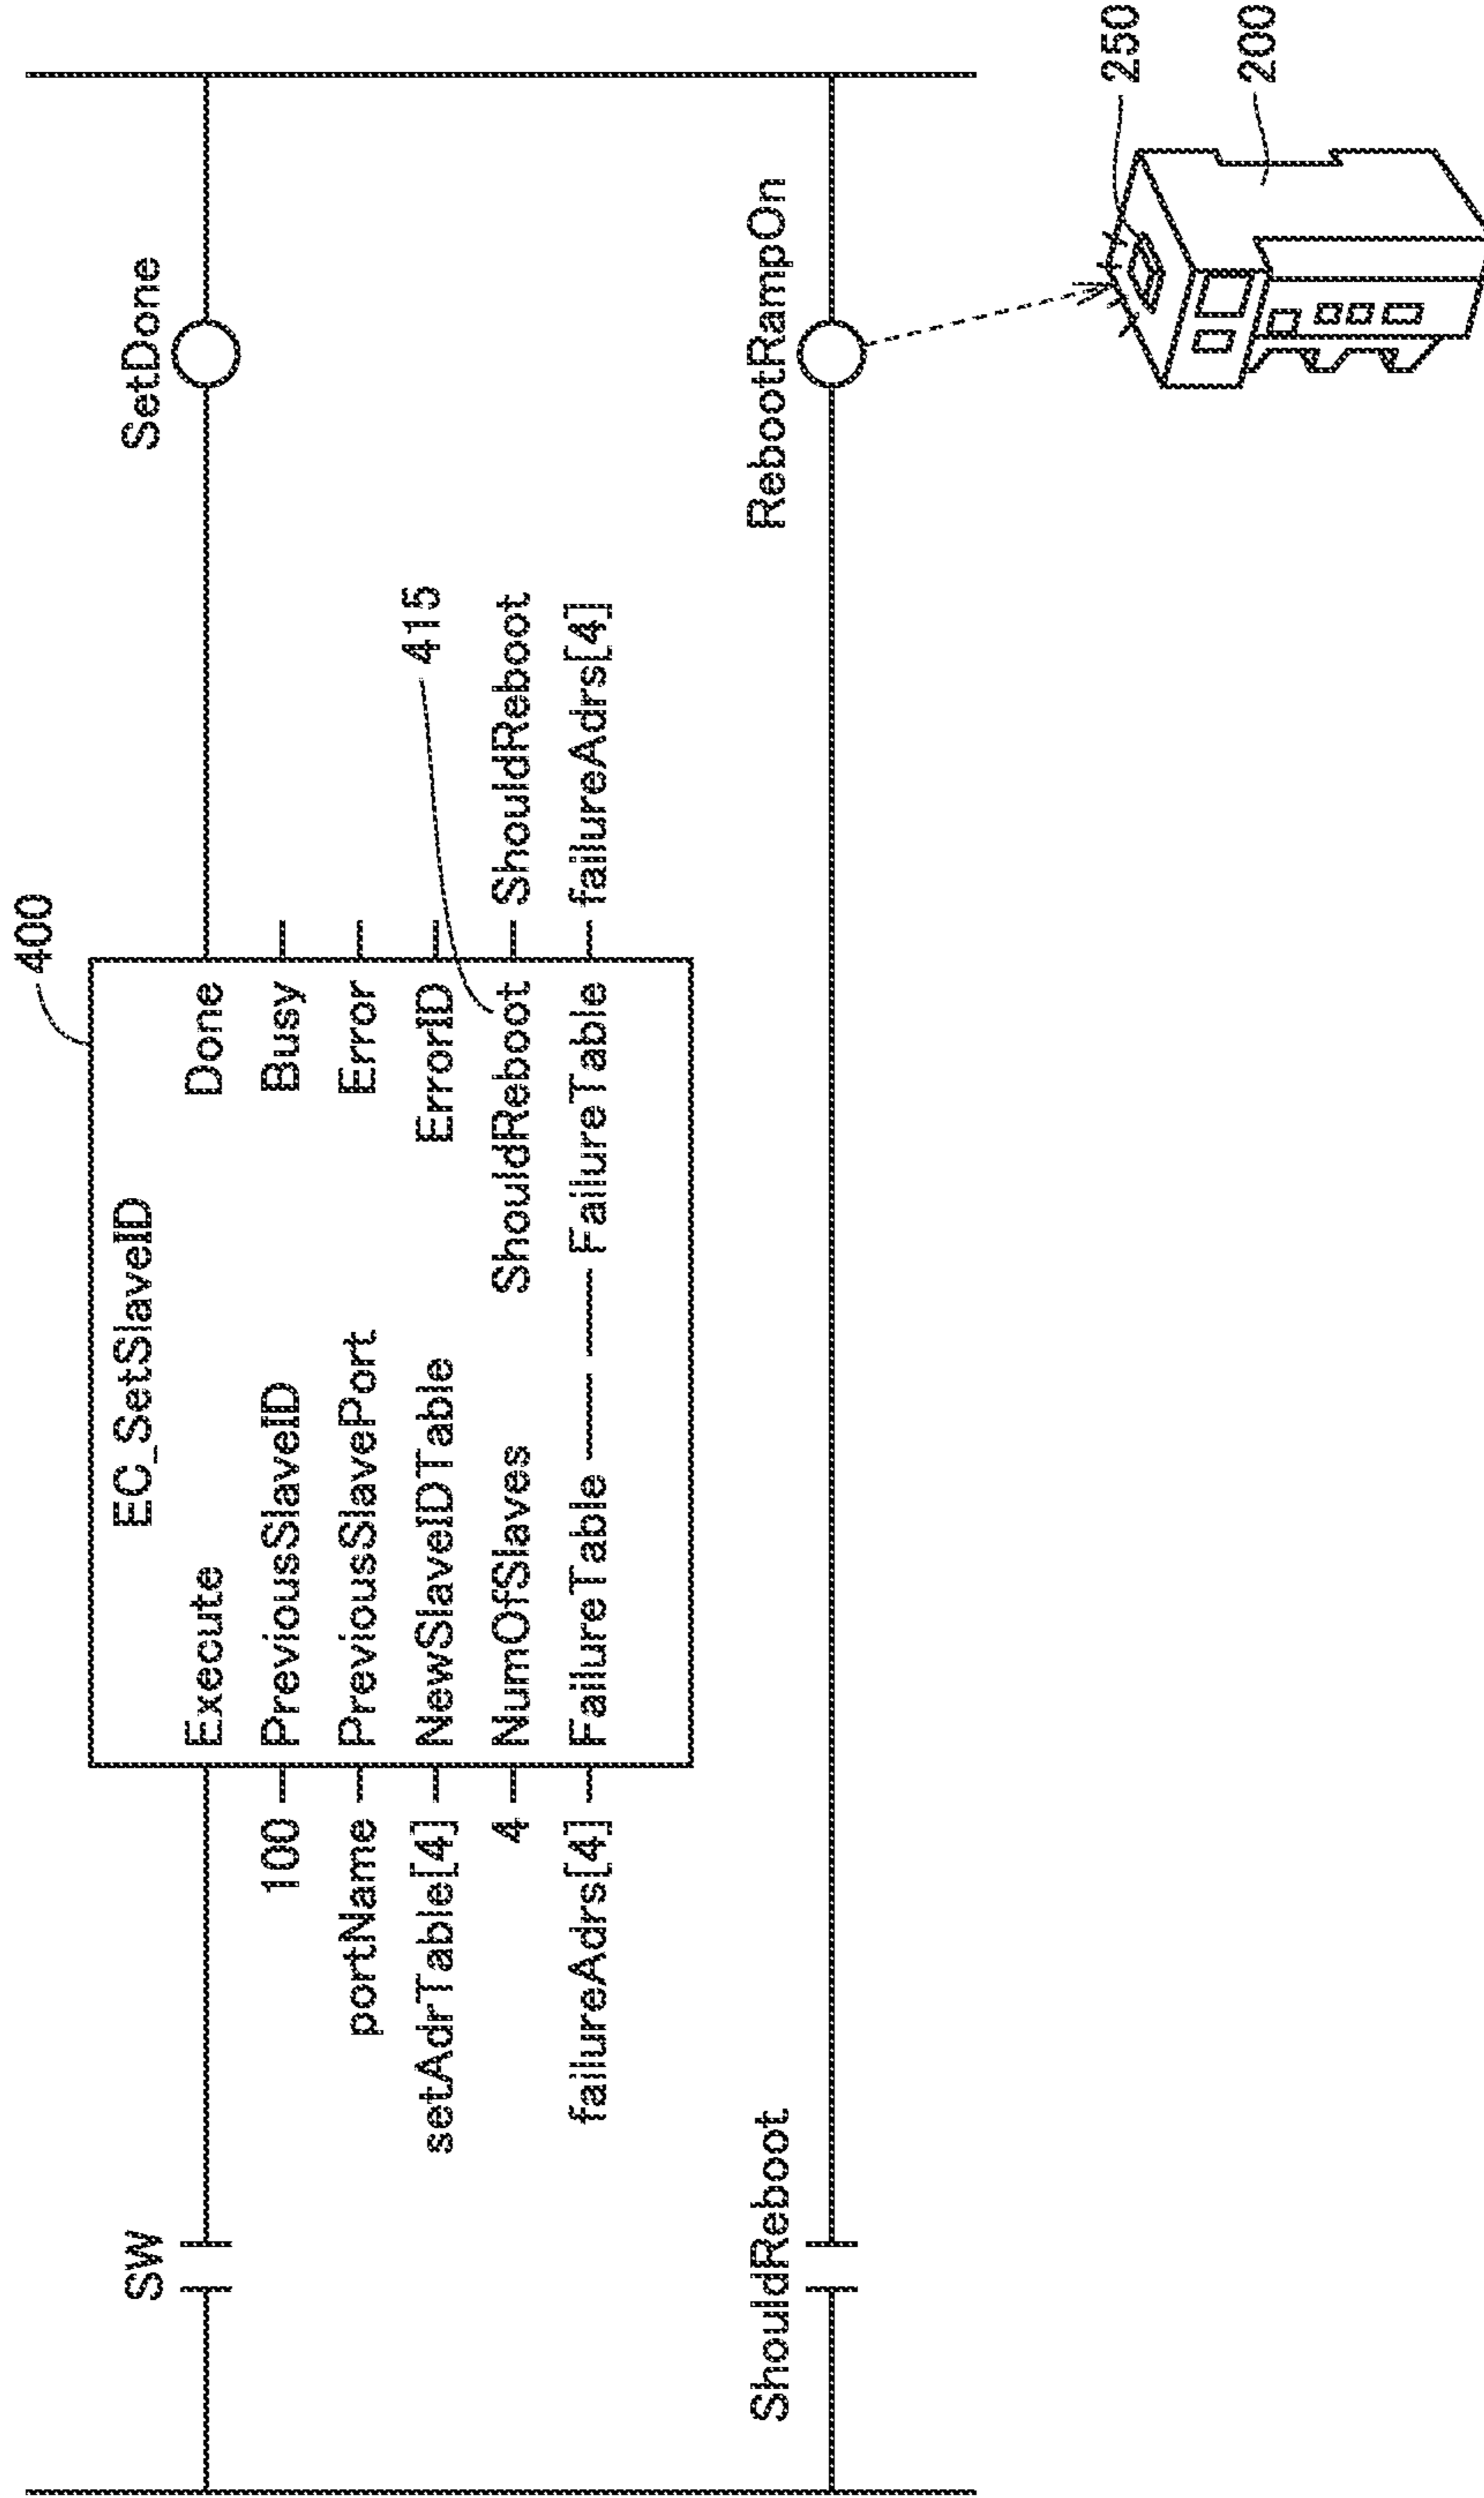 400
SW
EC_SetSlaveID
SetDone
Execute
Done
100
PreviousSlaveID
Busy
portName
PreviousSlavePort
Error
415
setAdrTable[4]
NewSlaveIDTable
ErrorID
4
NumOfSlaves
ShouldReboot
ShouldReboot
failureAdrs[4]
FailureTable
FailureTable
failureAdrs[4]
ShouldReboot
RebootRampOn
250
200